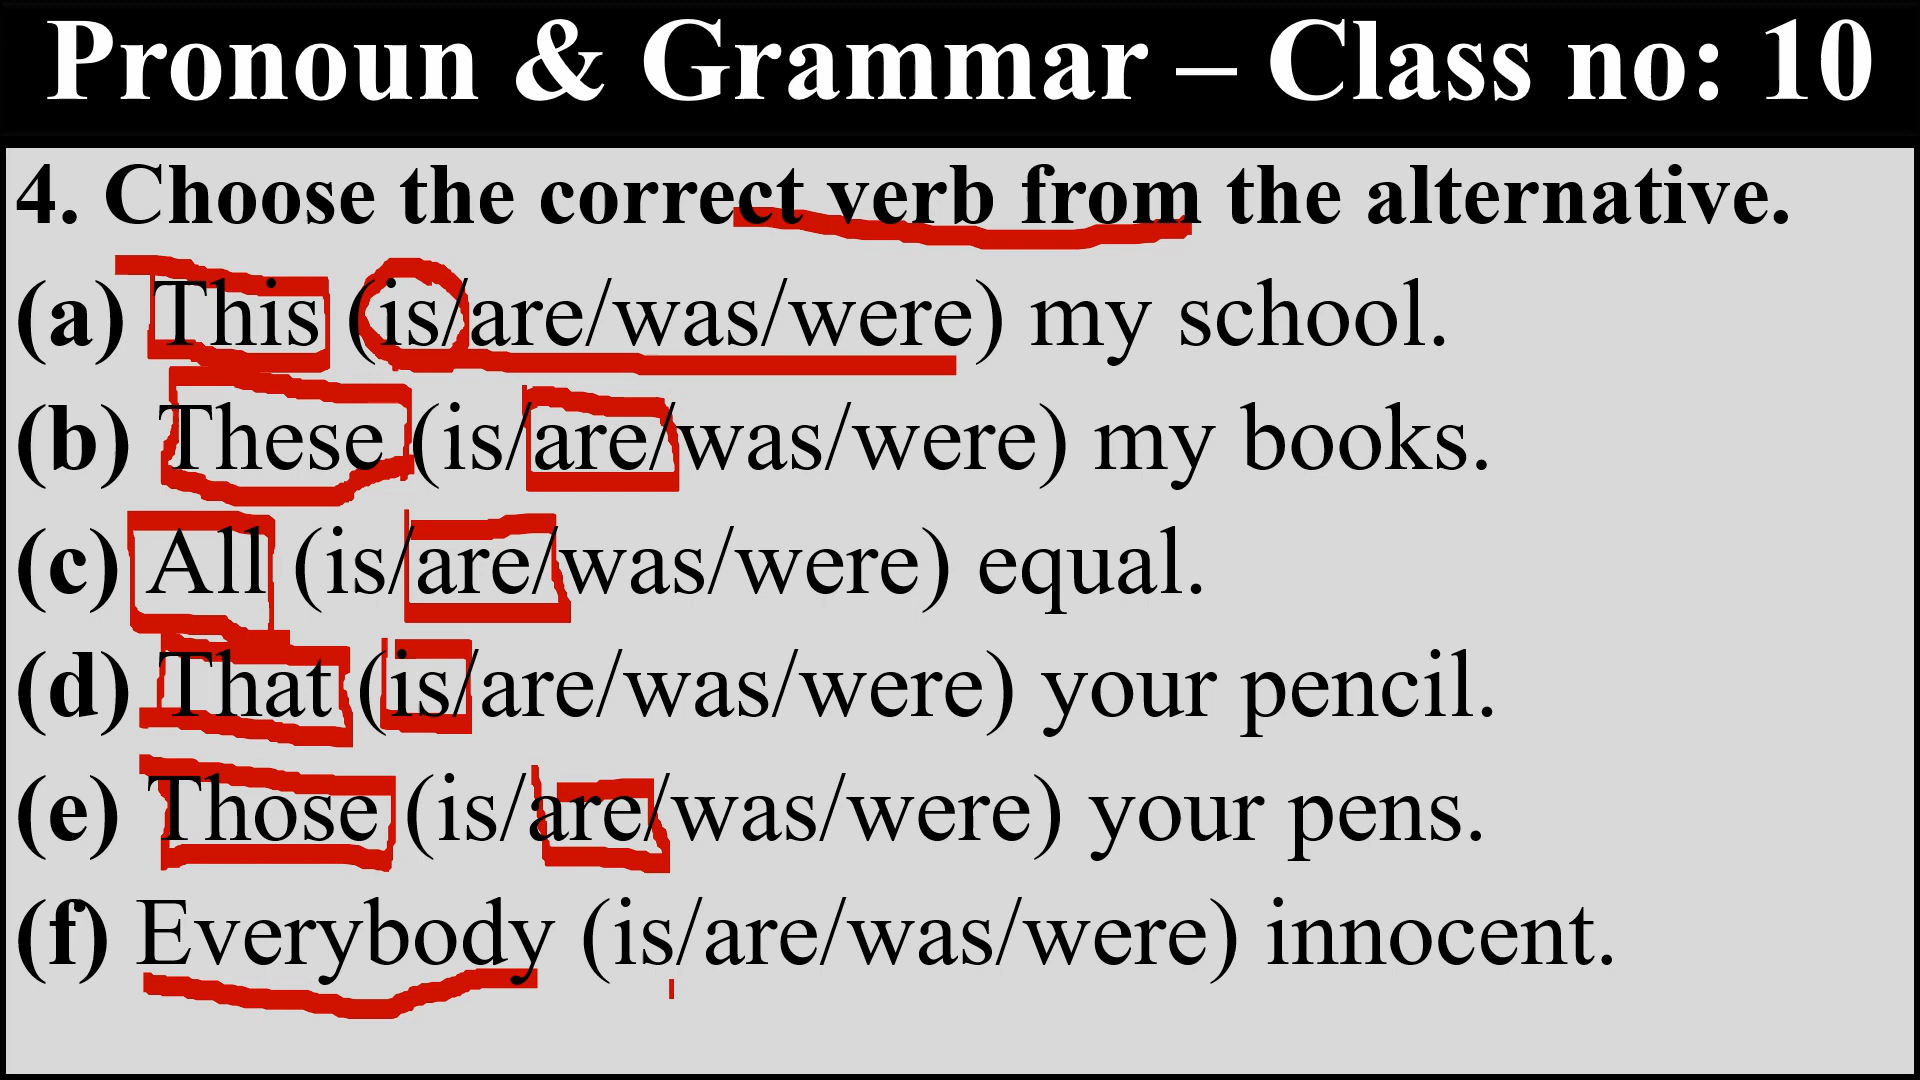 Pronoun & Grammar – Class no: 10
4. Choose the correct verb from the alternative.
(a) This (is/are/was/were) my school.
(b) These (is/are/was/were) my books.
(c) All (is/are/was/were) equal.
(d) That (is/are/was/were) your pencil.
(e) Those (is/are/was/were) your pens.
(f) Everybody (is/are/was/were) innocent.